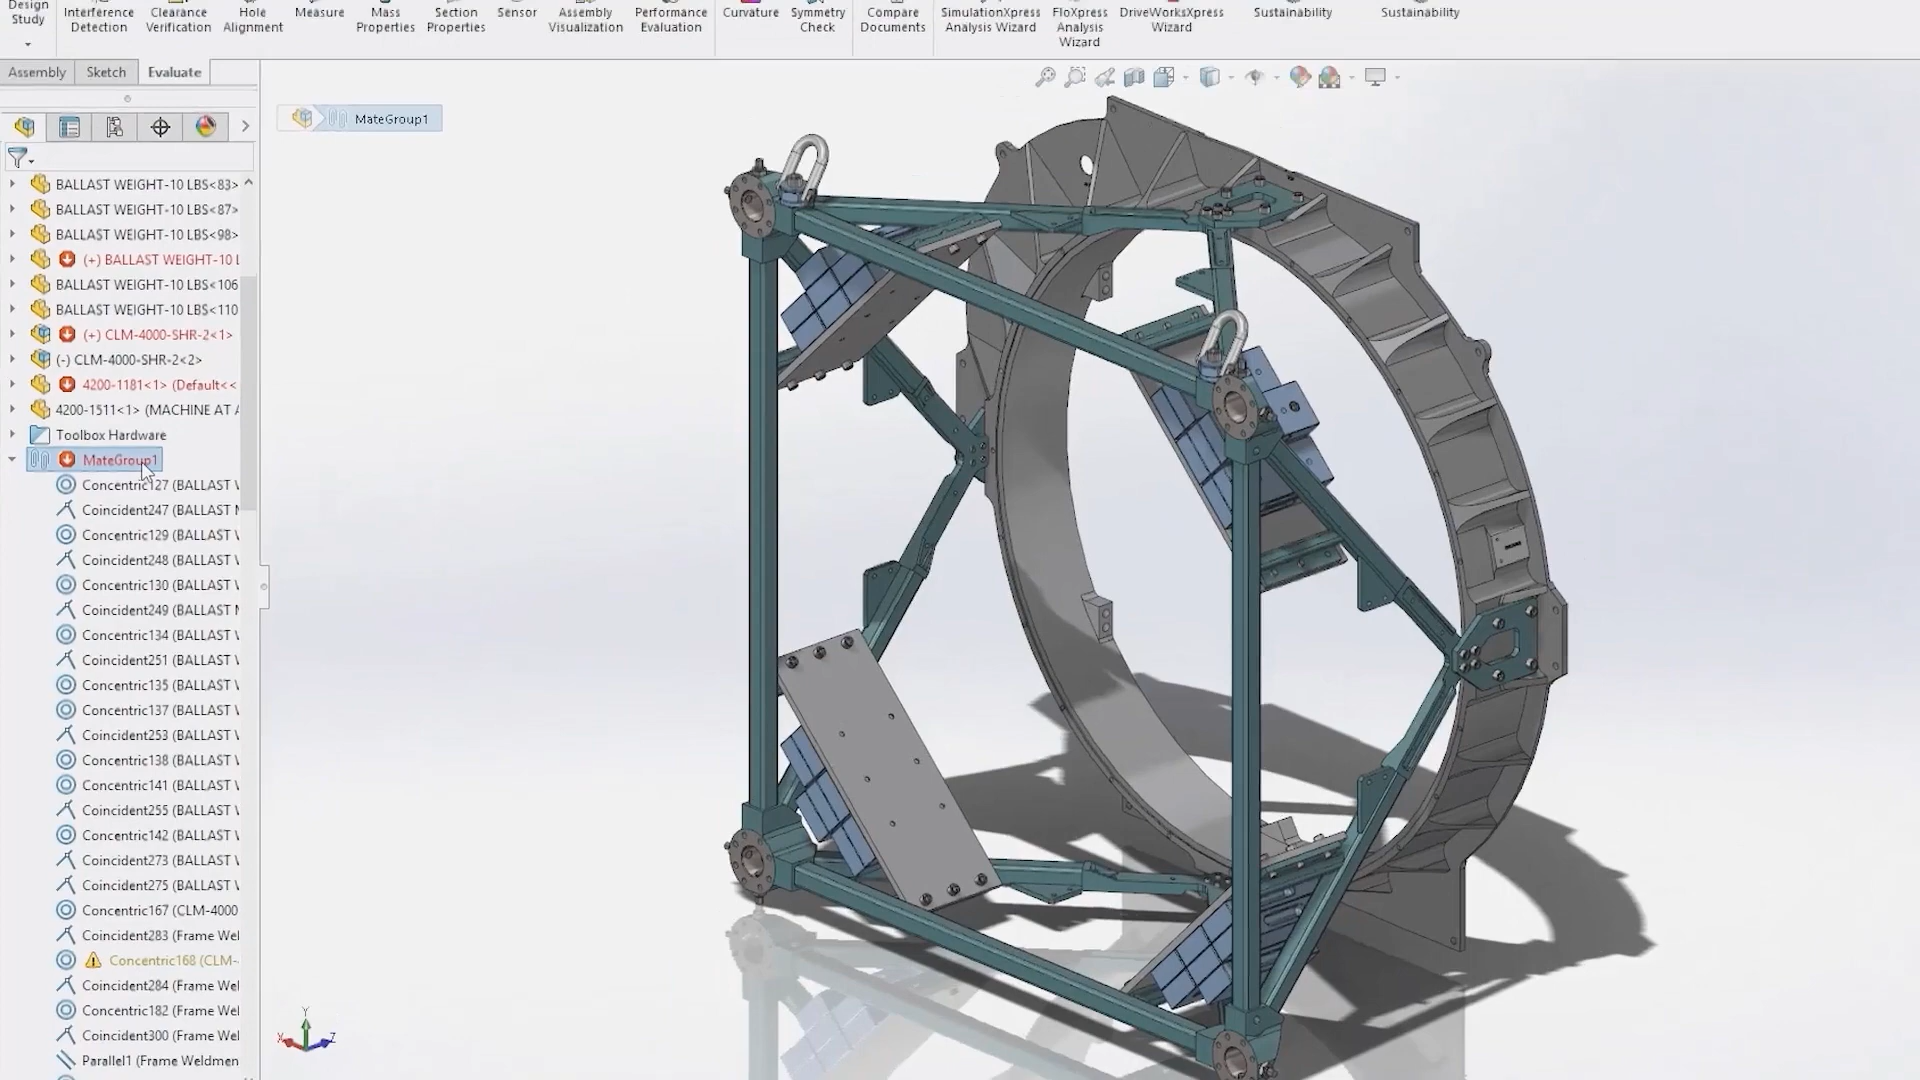 Design
Study
Interference
Detection
Clearance
Verification
Hole
Alignment
Measure
Mass
Properties
Section
Properties
Sensor
Assembly
Visualization
Performance
Evaluation
Curvature
Symmetry
Check
Compare
Documents
SimulationXpress
Analysis Wizard
FloXpress
Analysis
Wizard
DriveWorksXpress
Wizard
Sustainability
Sustainability
Assembly
Sketch
Evaluate
MateGroup1
BALLAST WEIGHT-10 LBS<83>
BALLAST WEIGHT-10 LBS<87>
BALLAST WEIGHT-10 LBS<98>
(+) BALLAST WEIGHT-10 L
BALLAST WEIGHT-10 LBS<106
BALLAST WEIGHT-10 LBS<110
(+) CLM-4000-SHR-2<1>
(-) CLM-4000-SHR-2<2>
4200-1181<1> (Default<<
4200-1511<1> (MACHINE AT A
Toolbox Hardware
MateGroup1
Concentric127 (BALLAST W
Coincident247 (BALLAST M
Concentric129 (BALLAST W
Coincident248 (BALLAST W
Concentric130 (BALLAST W
Coincident249 (BALLAST M
Concentric134 (BALLAST W
Coincident251 (BALLAST W
Concentric135 (BALLAST W
Concentric137 (BALLAST W
Coincident253 (BALLAST W
Concentric138 (BALLAST W
Concentric141 (BALLAST W
Coincident255 (BALLAST W
Concentric142 (BALLAST W
Coincident273 (BALLAST W
Coincident275 (BALLAST W
Concentric167 (CLM-4000
Coincident283 (Frame Wel
Concentric168 (CLM-
Coincident284 (Frame Wel
Concentric182 (Frame Wel
Coincident300 (Frame Wel
Parallel1 (Frame Weldmen
Y
X
Z